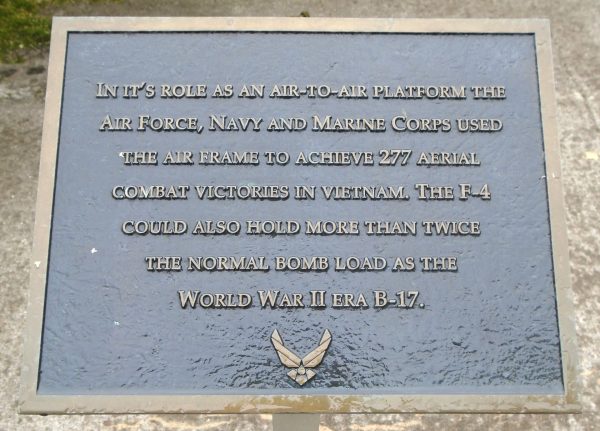 In it's role as an air-to-air platform the
Air Force, Navy and Marine Corps used
the air frame to achieve 277 aerial
combat victories in vietnam. The F-4
could also hold more than twice
the normal bomb load as the
World War II era B-17.